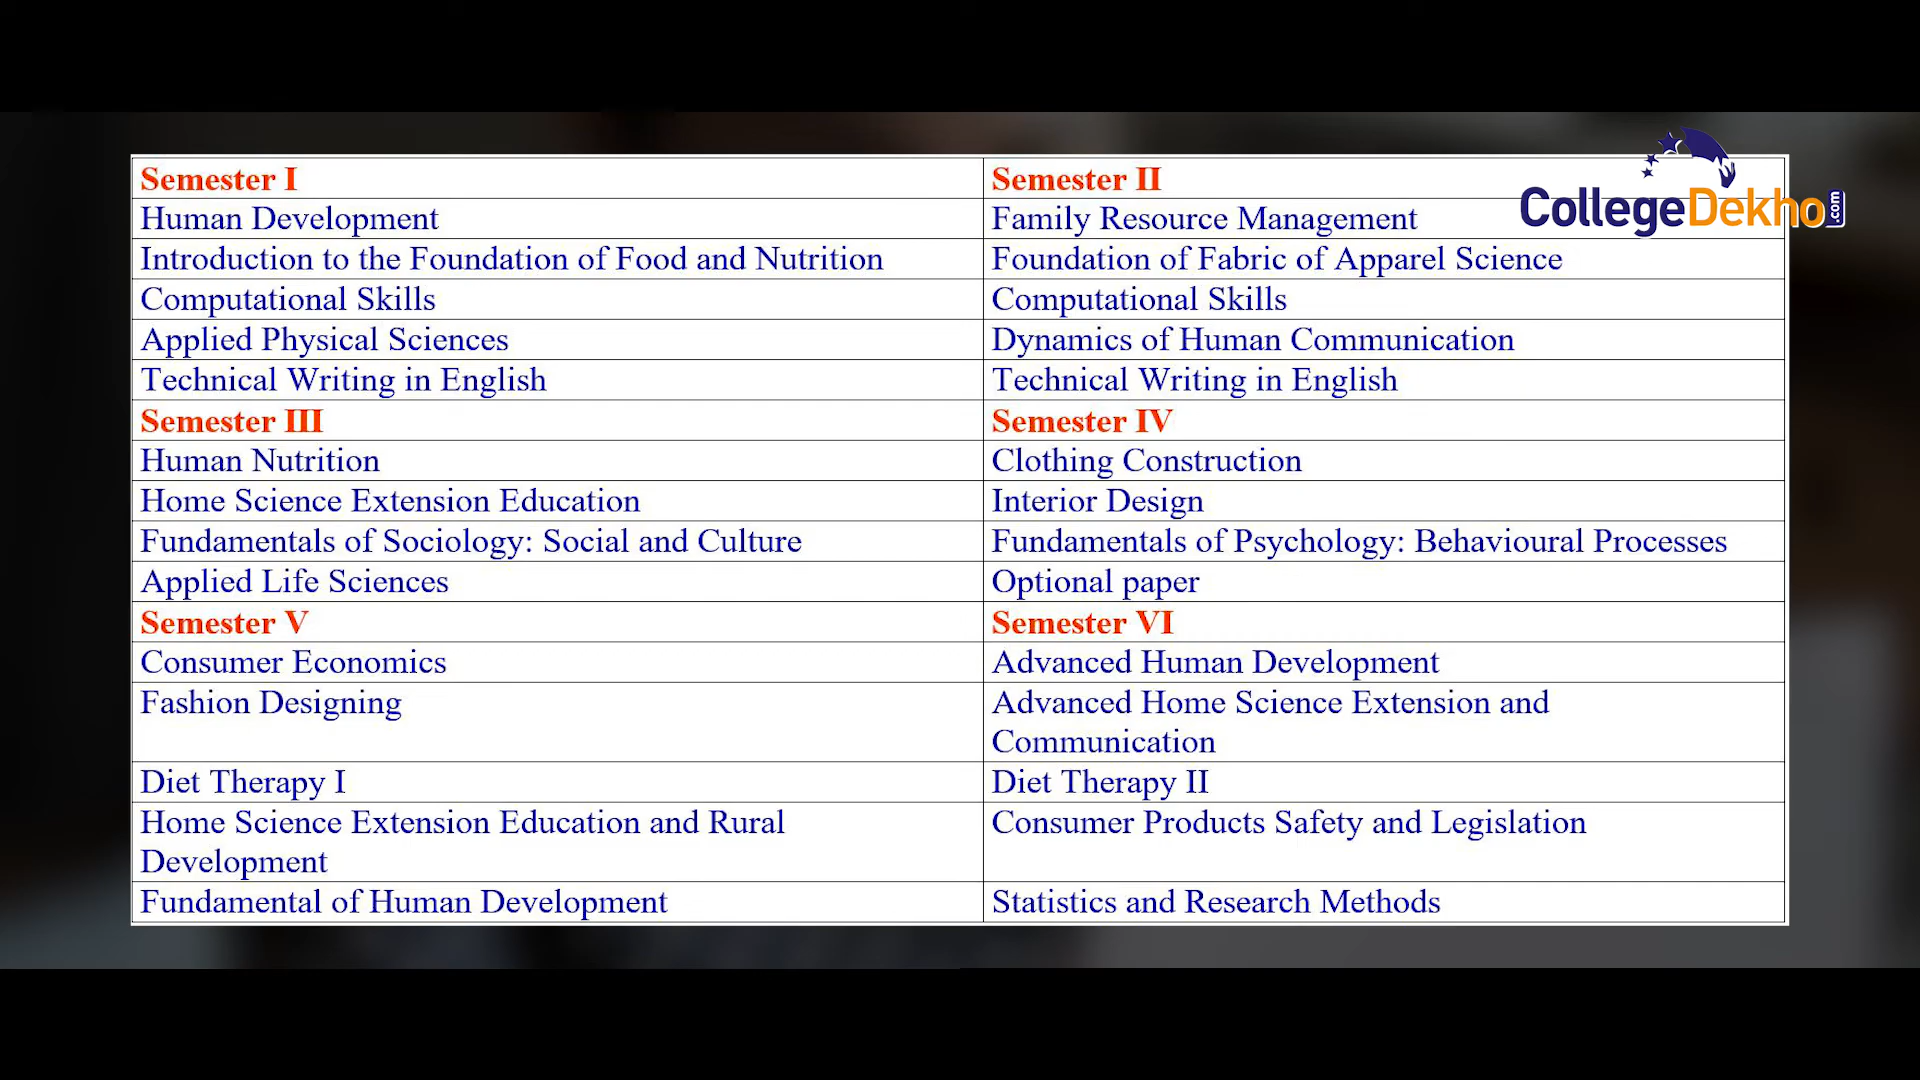 CollegeDekho.com
Semester I
Semester II
Human Development
Family Resource Management
Introduction to the Foundation of Food and Nutrition
Foundation of Fabric of Apparel Science
Computational Skills
Computational Skills
Applied Physical Sciences
Dynamics of Human Communication
Technical Writing in English
Technical Writing in English
Semester III
Semester IV
Human Nutrition
Clothing Construction
Home Science Extension Education
Interior Design
Fundamentals of Sociology: Social and Culture
Fundamentals of Psychology: Behavioural Processes
Applied Life Sciences
Optional paper
Semester V
Semester VI
Consumer Economics
Advanced Human Development
Fashion Designing
Advanced Home Science Extension and
Communication
Diet Therapy I
Diet Therapy II
Home Science Extension Education and Rural
Development
Consumer Products Safety and Legislation
Fundamental of Human Development
Statistics and Research Methods